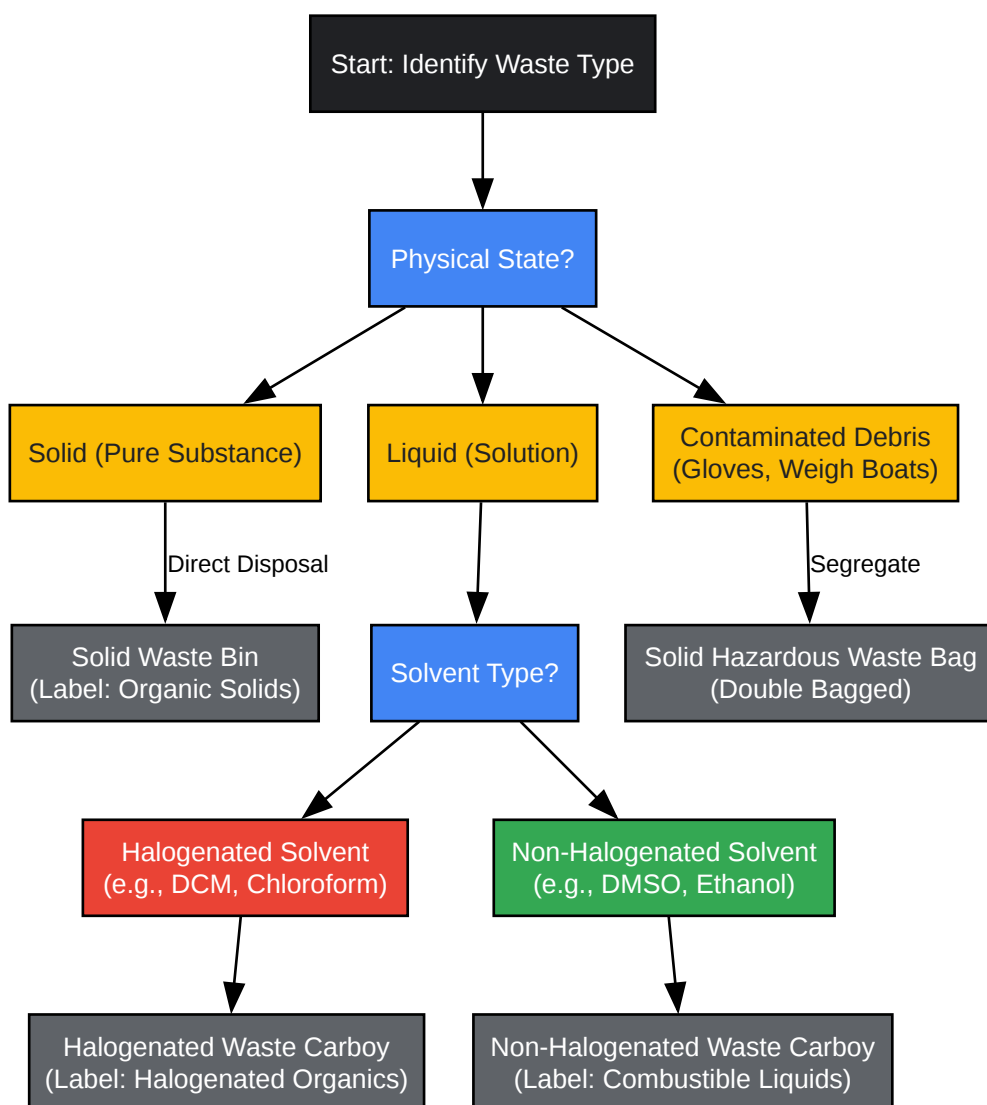 Start: Identify Waste Type
Physical State?
Solid (Pure Substance)
Liquid (Solution)
Contaminated Debris
(Gloves, Weigh Boats)
Direct Disposal
Segregate
Solid Waste Bin
(Label: Organic Solids)
Solvent Type?
Solid Hazardous Waste Bag
(Double Bagged)
Halogenated Solvent
(e.g., DCM, Chloroform)
Non-Halogenated Solvent
(e.g., DMSO, Ethanol)
Halogenated Waste Carboy
(Label: Halogenated Organics)
Non-Halogenated Waste Carboy
(Label: Combustible Liquids)